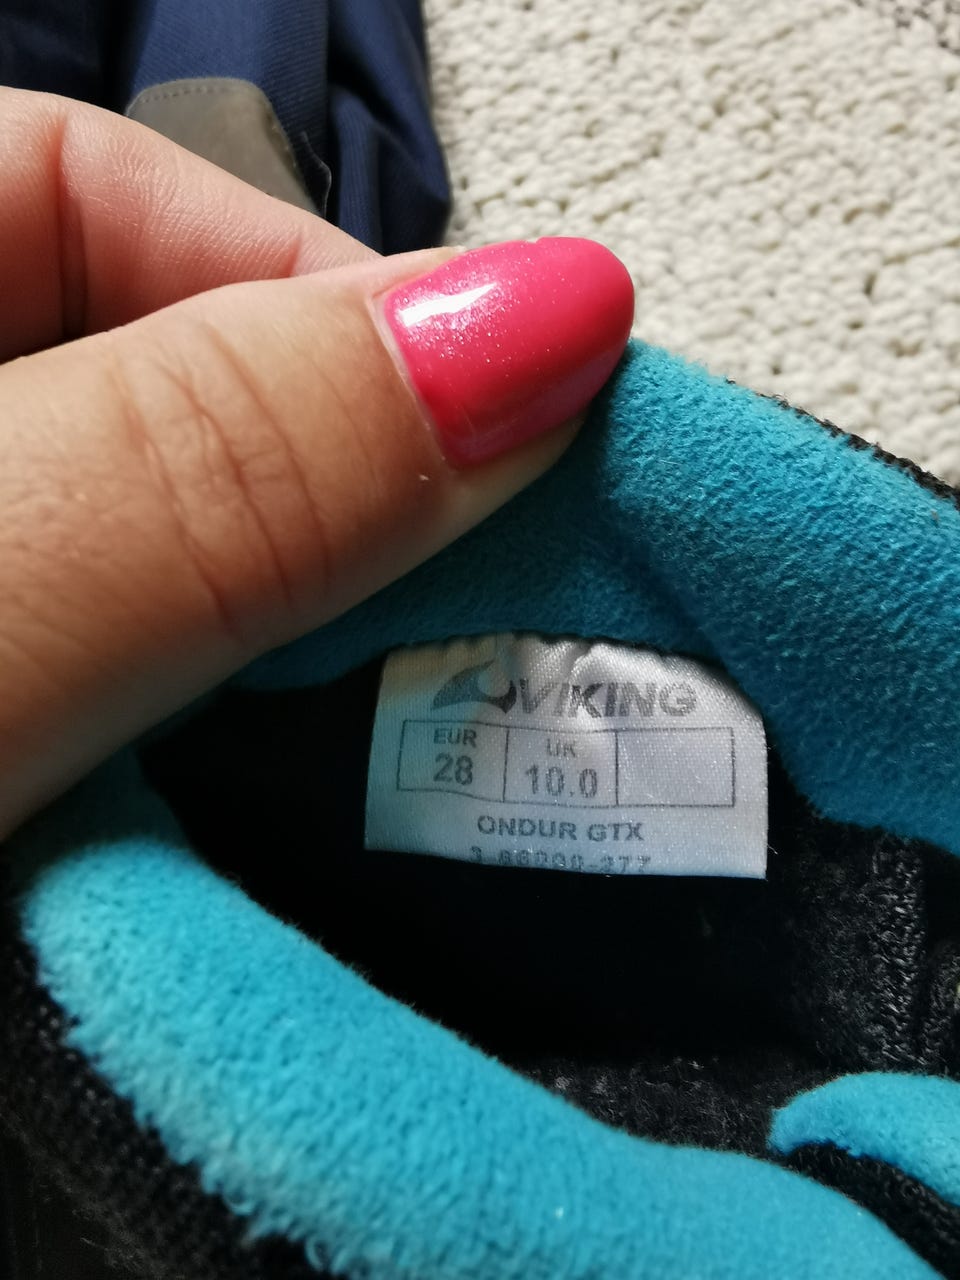 VIKING
EUR UK
28 10.0
ONDUR GTX